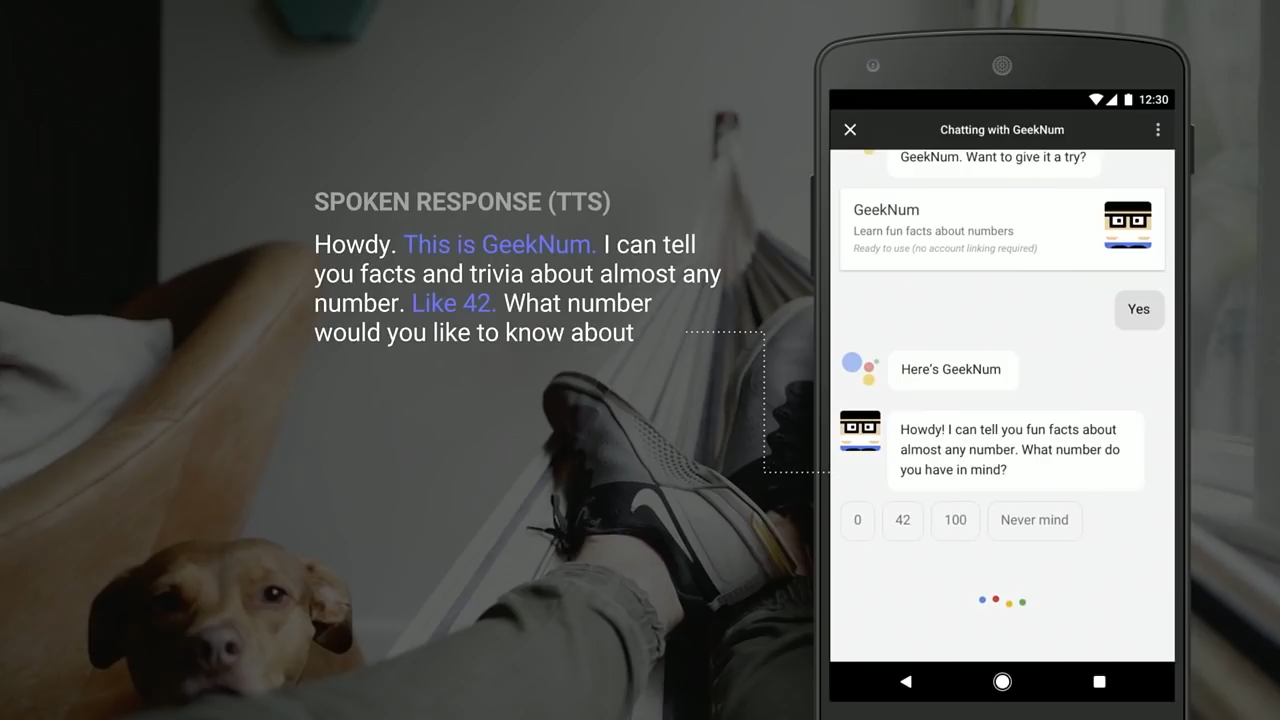 SPOKEN RESPONSE (TTS)
Howdy. This is GeekNum. I can tell
you facts and trivia about almost any
number. Like 42. What number
would you like to know about
12:30
Chatting with GeekNum
GeekNum. Want to give it a try?
GeekNum
Learn fun facts about numbers
Ready to use (no account linking required)
Yes
Here’s GeekNum
Howdy! I can tell you fun facts about
almost any number. What number do
you have in mind?
0 42 100 Never mind